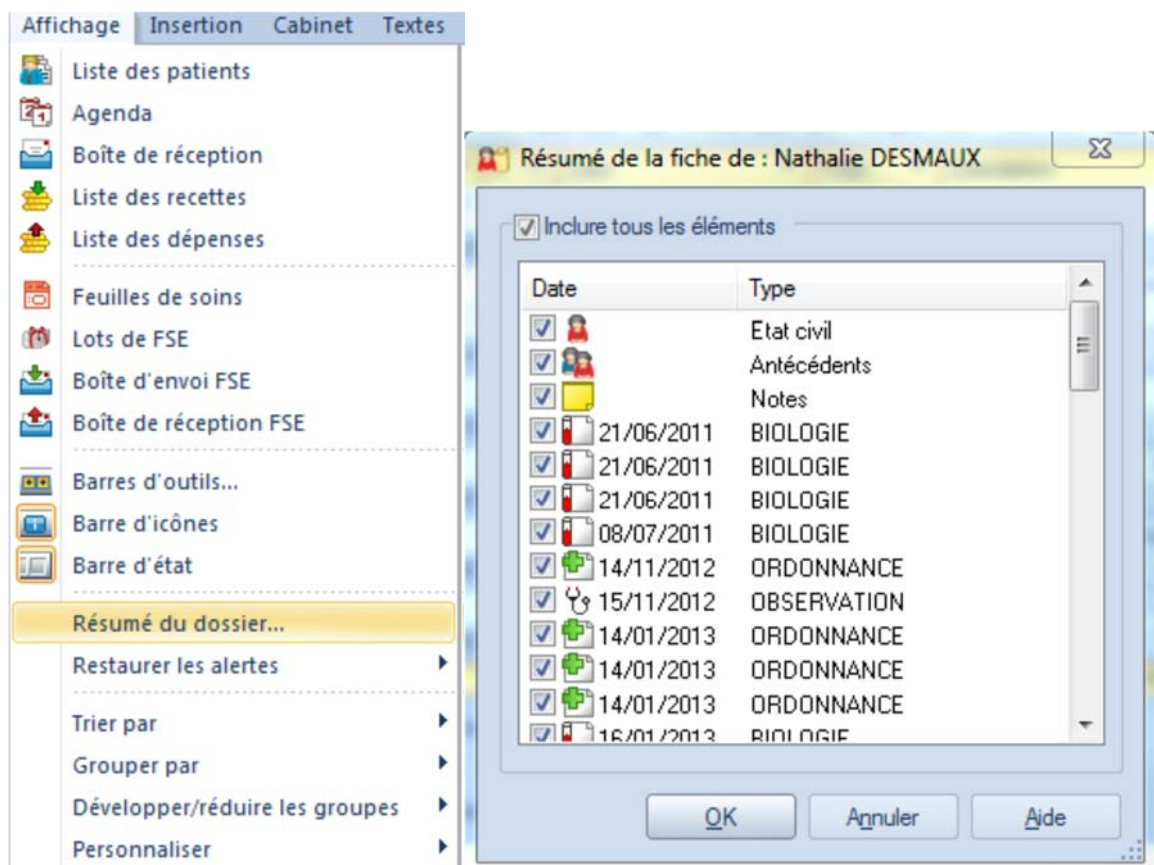 Affichage Insertion Cabinet Textes
Liste des patients
Agenda
Boîte de réception
Liste des recettes
Liste des dépenses
Feuilles de soins
Lots de FSE
Boîte d'envoi FSE
Boîte de réception FSE
Barres d'outils...
Barre d'icônes
Barre d'état
Résumé du dossier...
Restaurer les alertes
Trier par
Grouper par
Développer/réduire les groupes
Personnaliser
Résumé de la fiche de : Nathalie DESMAUX
Inclure tous les éléments
Date Type
Etat civil
Antécédents
Notes
21/06/2011 BIOLOGIE
21/06/2011 BIOLOGIE
21/06/2011 BIOLOGIE
08/07/2011 BIOLOGIE
14/11/2012 ORDONNANCE
15/11/2012 OBSERVATION
14/01/2013 ORDONNANCE
14/01/2013 ORDONNANCE
14/01/2013 ORDONNANCE
16/01/2013 BIOLOGIE
OK Annuler Aide